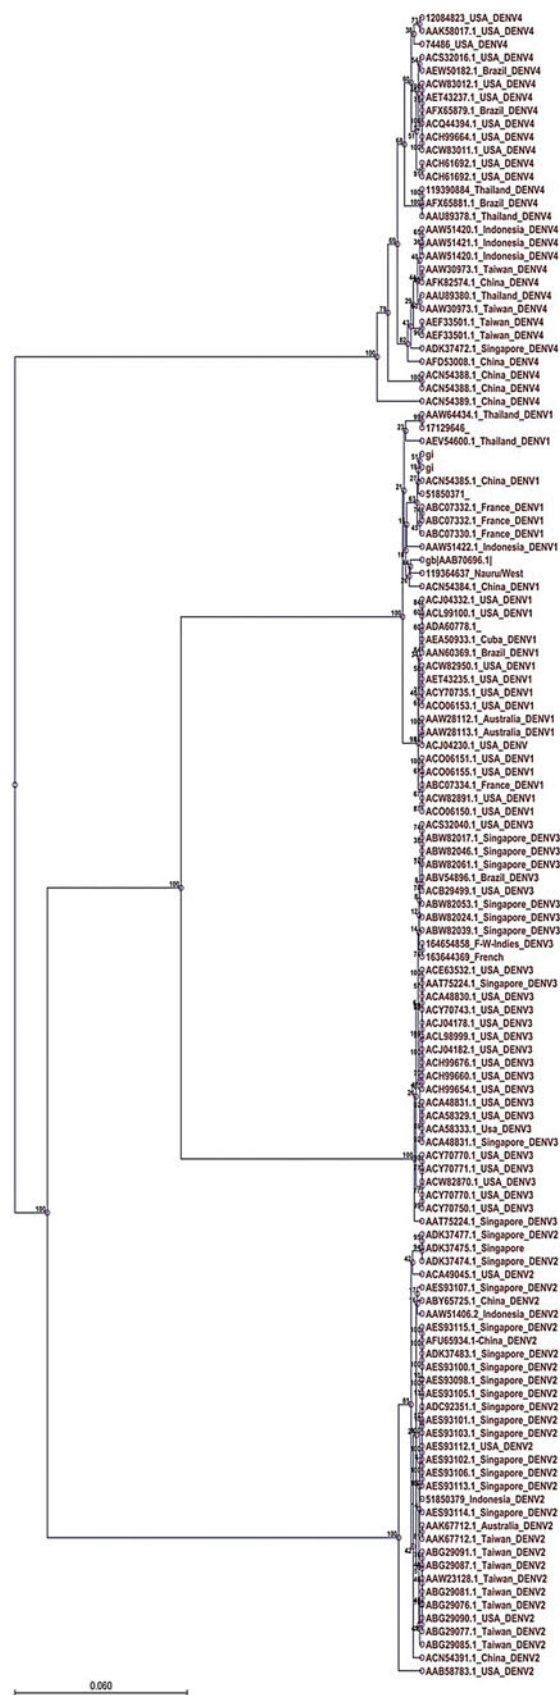 12084823_USA_DENV4
AAK58017.1_USA_DENV4
74486_USA_DENV4
ACS32016.1_USA_DENV4
AEW50182.1_Brazil_DENV4
ACW83012.1_USA_DENV4
AET43237.1_USA_DENV4
AFX65879.1_Brazil_DENV4
ACQ44394.1_USA_DENV4
ACH99664.1_USA_DENV4
ACW83011.1_USA_DENV4
ACH61692.1_USA_DENV4
ACH61692.1_USA_DENV4
119390884_Thailand_DENV4
AFX65881.1_Brazil_DENV4
AAU89378.1_Thailand_DENV4
AAW51420.1_Indonesia_DENV4
AAW51421.1_Indonesia_DENV4
AAW51420.1_Indonesia_DENV4
AAW30973.1_Taiwan_DENV4
AFK82574.1_China_DENV4
AAU89380.1_Thailand_DENV4
AAW30973.1_Taiwan_DENV4
AEF33501.1_Taiwan_DENV4
AEF33501.1_Taiwan_DENV4
ADK37472.1_Singapore_DENV4
AFD53008.1_China_DENV4
ACN54388.1_China_DENV4
ACN54388.1_China_DENV4
ACN54389.1_China_DENV4
AAW64434.1_Thailand_DENV1
17129646_
AEV54600.1_Thailand_DENV1
gi
gi
ACN54385.1_China_DENV1
51850371_
ABC07332.1_France_DENV1
ABC07332.1_France_DENV1
ABC07330.1_France_DENV1
AAW51422.1_Indonesia_DENV1
gb|AAB70696.1|
119364637_Nauru/West
ACN54384.1_China_DENV1
ACJ04332.1_USA_DENV1
ACL99100.1_USA_DENV1
ADA60778.1_
AEA50933.1_Cuba_DENV1
AAN60369.1_Brazil_DENV1
ACW82950.1_USA_DENV1
AET43235.1_USA_DENV1
ACY70735.1_USA_DENV1
ACO06153.1_USA_DENV1
AAW28112.1_Australia_DENV1
AAW28113.1_Australia_DENV1
ACJ04230.1_USA_DENV
ACO06151.1_USA_DENV1
ACO06155.1_USA_DENV1
ABC07334.1_France_DENV1
ACW82891.1_USA_DENV1
ACO06150.1_USA_DENV1
ACS32040.1_USA_DENV3
ABW82017.1_Singapore_DENV3
ABW82046.1_Singapore_DENV3
ABW82061.1_Singapore_DENV3
ABV54896.1_Brazil_DENV3
ACB29499.1_USA_DENV3
ABW82053.1_Singapore_DENV3
ABW82024.1_Singapore_DENV3
ABW82039.1_Singapore_DENV3
164654858_F-W-Indies_DENV3
163644369_French
ACE63532.1_USA_DENV3
AAT75224.1_Singapore_DENV3
ACA48830.1_USA_DENV3
ACY70743.1_USA_DENV3
ACJ04178.1_USA_DENV3
ACL98999.1_USA_DENV3
ACJ04182.1_USA_DENV3
ACH99676.1_USA_DENV3
ACH99660.1_USA_DENV3
ACH99654.1_USA_DENV3
ACA48831.1_USA_DENV3
ACA58329.1_USA_DENV3
ACA58333.1_Usa_DENV3
ACA48831.1_Singapore_DENV3
ACY70770.1_USA_DENV3
ACY70771.1_USA_DENV3
ACW82870.1_USA_DENV3
ACY70770.1_USA_DENV3
ACY70750.1_USA_DENV3
AAT75224.1_Singapore_DENV3
ADK37477.1_Singapore_DENV2
ADK37475.1_Singapore
ADK37474.1_Singapore_DENV2
ACA49045.1_USA_DENV2
AES93107.1_Singapore_DENV2
ABY65725.1_China_DENV2
AAW51406.2_Indonesia_DENV2
AES93115.1_Singapore_DENV2
AFU65934.1-China_DENV2
ADK37483.1_Singapore_DENV2
AES93100.1_Singapore_DENV2
AES93098.1_Singapore_DENV2
AES93105.1_Singapore_DENV2
ADC92351.1_Singapore_DENV2
AES93101.1_Singapore_DENV2
AES93103.1_Singapore_DENV2
AES93112.1_USA_DENV2
AES93102.1_Singapore_DENV2
AES93106.1_Singapore_DENV2
AES93113.1_Singapore_DENV2
51850379_Indonesia_DENV2
AES93114.1_Singapore_DENV2
AAK67712.1_Australia_DENV2
AAK67712.1_Taiwan_DENV2
ABG29091.1_Taiwan_DENV2
ABG29087.1_Taiwan_DENV2
AAW23128.1_Taiwan_DENV2
ABG29081.1_Taiwan_DENV2
ABG29076.1_Taiwan_DENV2
ABG29090.1_USA_DENV2
ABG29077.1_Taiwan_DENV2
ABG29085.1_Taiwan_DENV2
ACN54391.1_China_DENV2
AAB58783.1_USA_DENV2
100
79
69
100
100
100
100
100
0.060